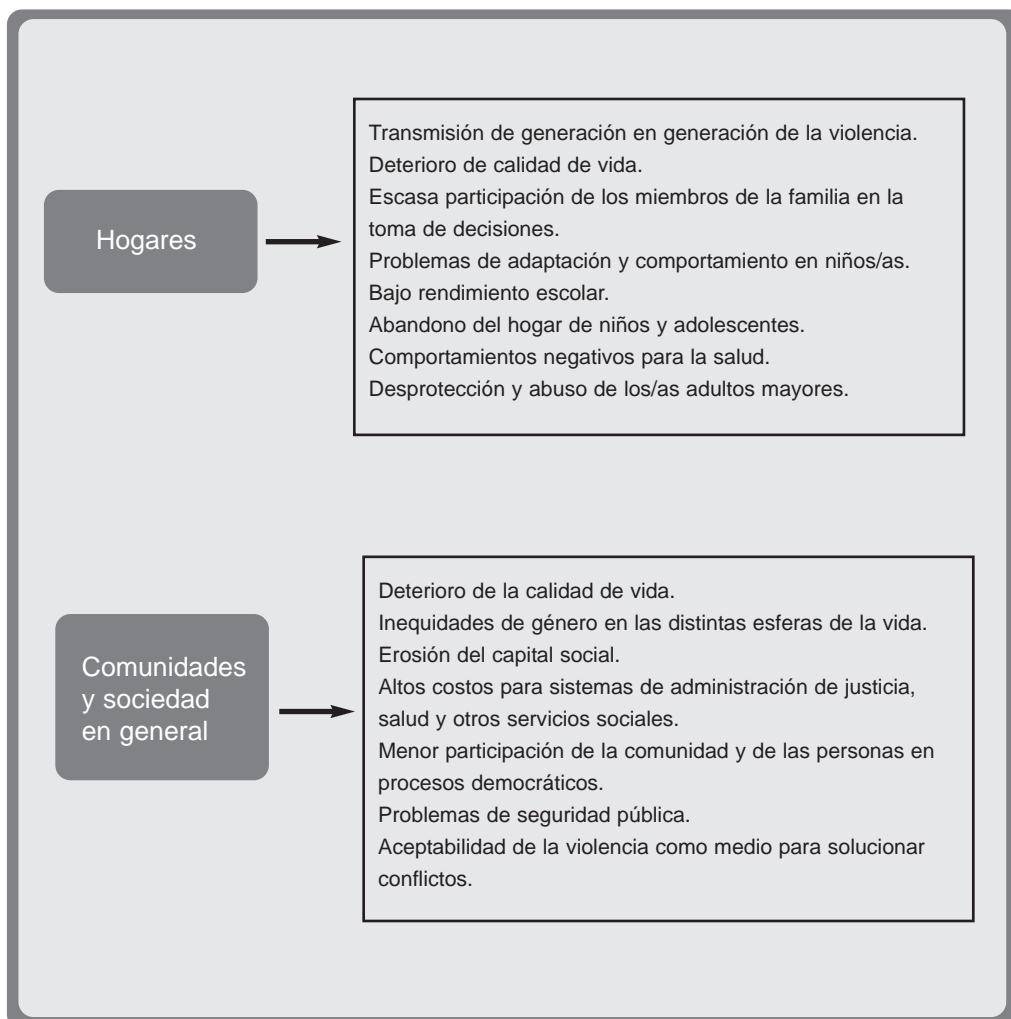 Hogares
Transmisión de generación en generación de la violencia.
Deterioro de calidad de vida.
Escasa participación de los miembros de la familia en la
toma de decisiones.
Problemas de adaptación y comportamiento en niños/as.
Bajo rendimiento escolar.
Abandono del hogar de niños y adolescentes.
Comportamientos negativos para la salud.
Desprotección y abuso de los/as adultos mayores.
Comunidades
y sociedad
en general
Deterioro de la calidad de vida.
Inequidades de género en las distintas esferas de la vida.
Erosión del capital social.
Altos costos para sistemas de administración de justicia,
salud y otros servicios sociales.
Menor participación de la comunidad y de las personas en
procesos democráticos.
Problemas de seguridad pública.
Aceptabilidad de la violencia como medio para solucionar
conflictos.